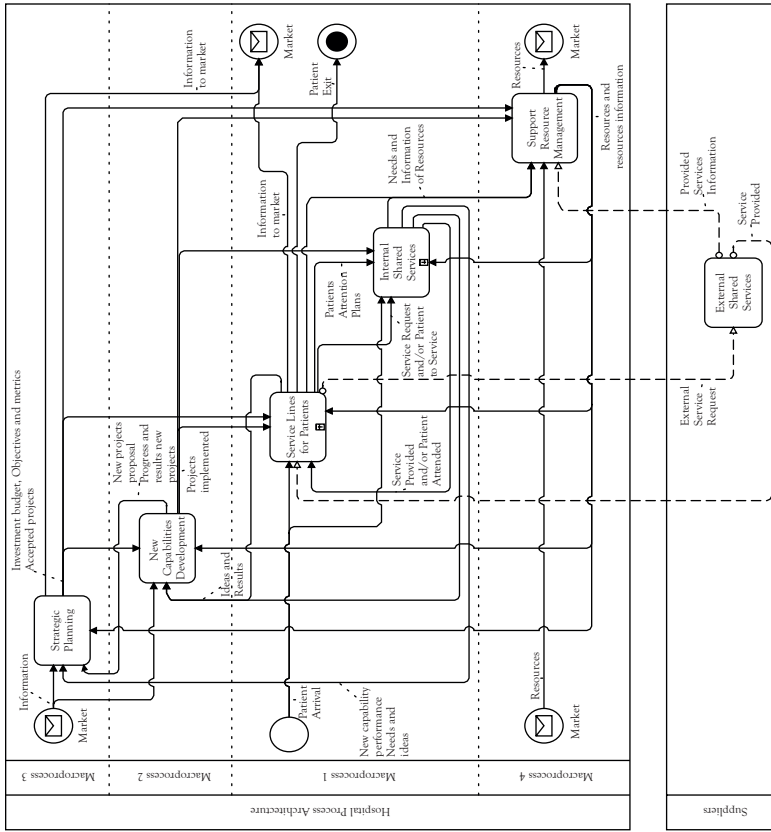 Investment budget, Objectives and metrics
Accepted projects
Information
to market
Market
Patient
Exit
Resources
Market
Information
to market
New projects
proposal
Progress and
results new
projects
Projects
implemented
Needs and
Information
of Resources
Support
Resource
Management
Resources and
resources information
Provided
Services
Information
Service
Provided
Patients
Attention
Plans
Internal
Shared
Services
External
Shared
Services
Service Lines
for Patients
Service Request
and/or Patient
to Service
External
Service
Request
Service
Provided
and/or Patient
Attended
New
Capabilities
Development
Ideas and
Results
Strategic
Planning
Information
Market
Patient
Arrival
New capability
performance
Needs and
ideas
Resources
Market
Macroprocess 3
Macroprocess 2
Macroprocess 1
Macroprocess 4
Hospital Process Architecture
Suppliers